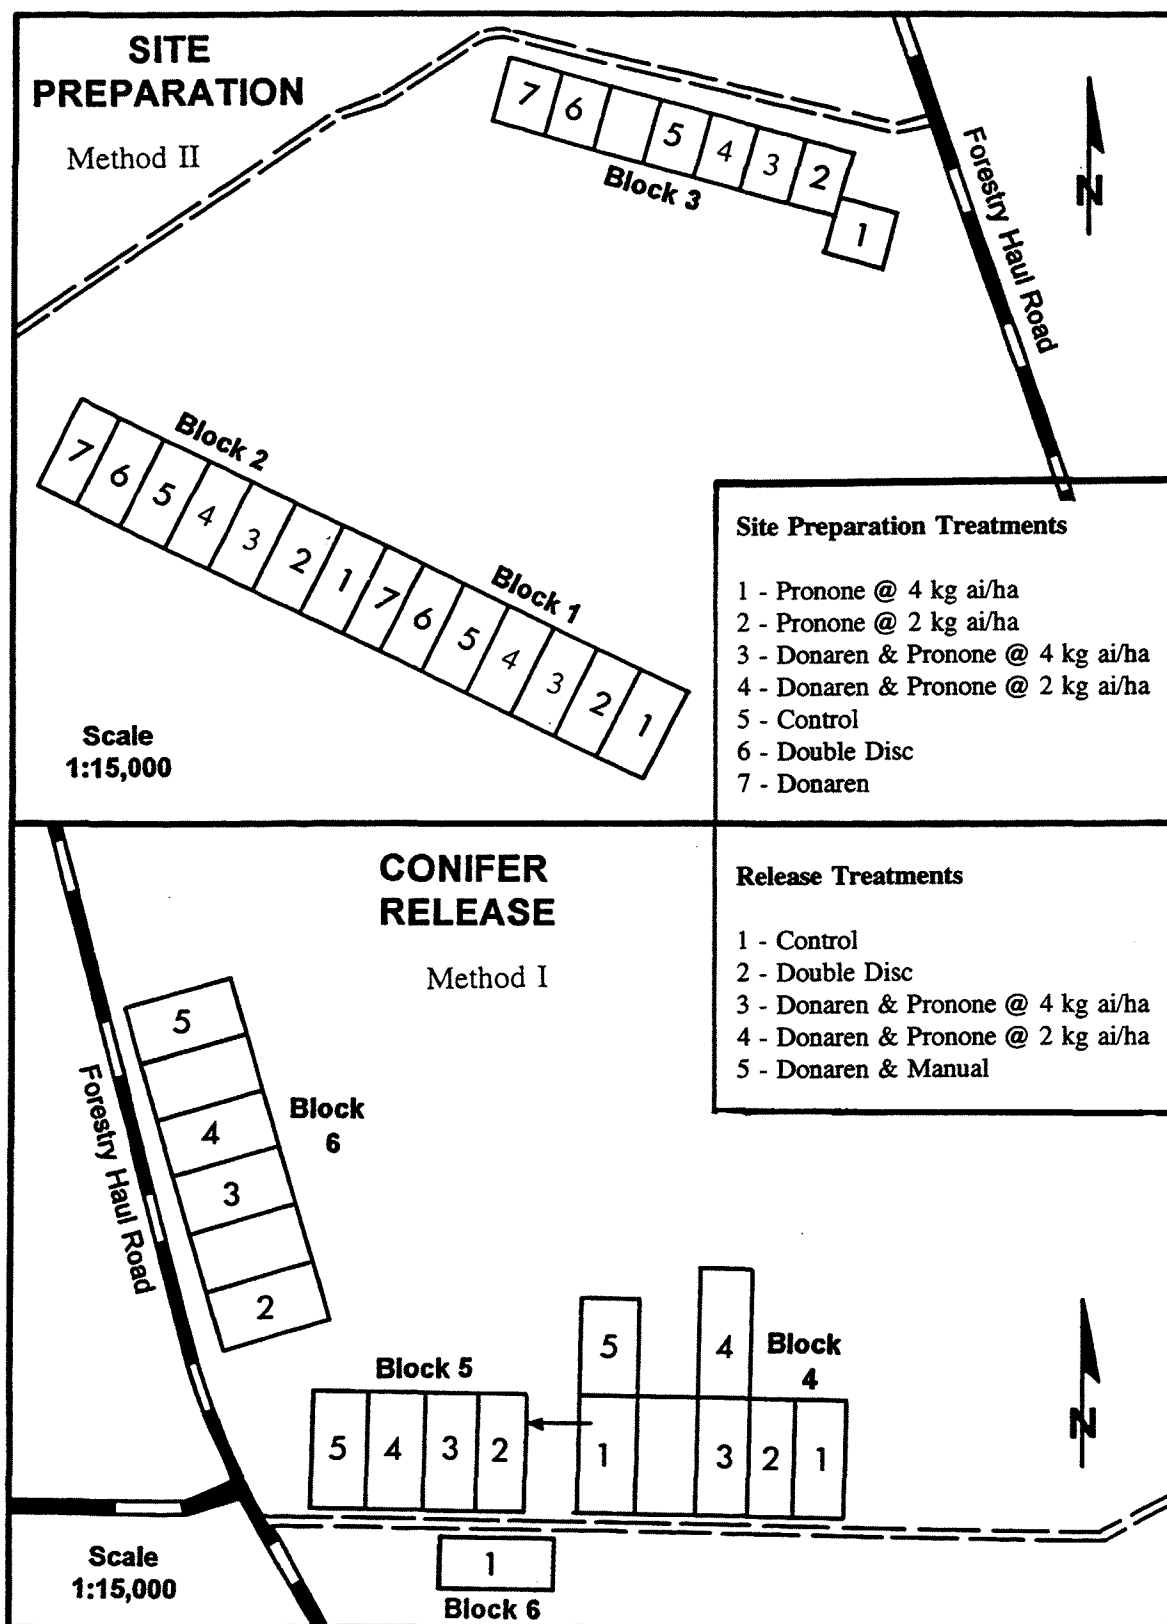 SITE
PREPARATION
Method II
7 6 5 4 3 2 1
Block 3
Forestry Haul Road
N
Block 2
7 6 5 4 3 2 1 7 6 5 4 3 2 1
Block 1
Scale
1:15,000
Site Preparation Treatments
1 - Pronone @ 4 kg ai/ha
2 - Pronone @ 2 kg ai/ha
3 - Donaren & Pronone @ 4 kg ai/ha
4 - Donaren & Pronone @ 2 kg ai/ha
5 - Control
6 - Double Disc
7 - Donaren
CONIFER
RELEASE
Method I
Release Treatments
1 - Control
2 - Double Disc
3 - Donaren & Pronone @ 4 kg ai/ha
4 - Donaren & Pronone @ 2 kg ai/ha
5 - Donaren & Manual
Forestry Haul Road
5
4
3
2
Block
6
Block 5
5 4 3 2
5 4
Block
4
1 3 2 1
N
1
Block 6
Scale
1:15,000